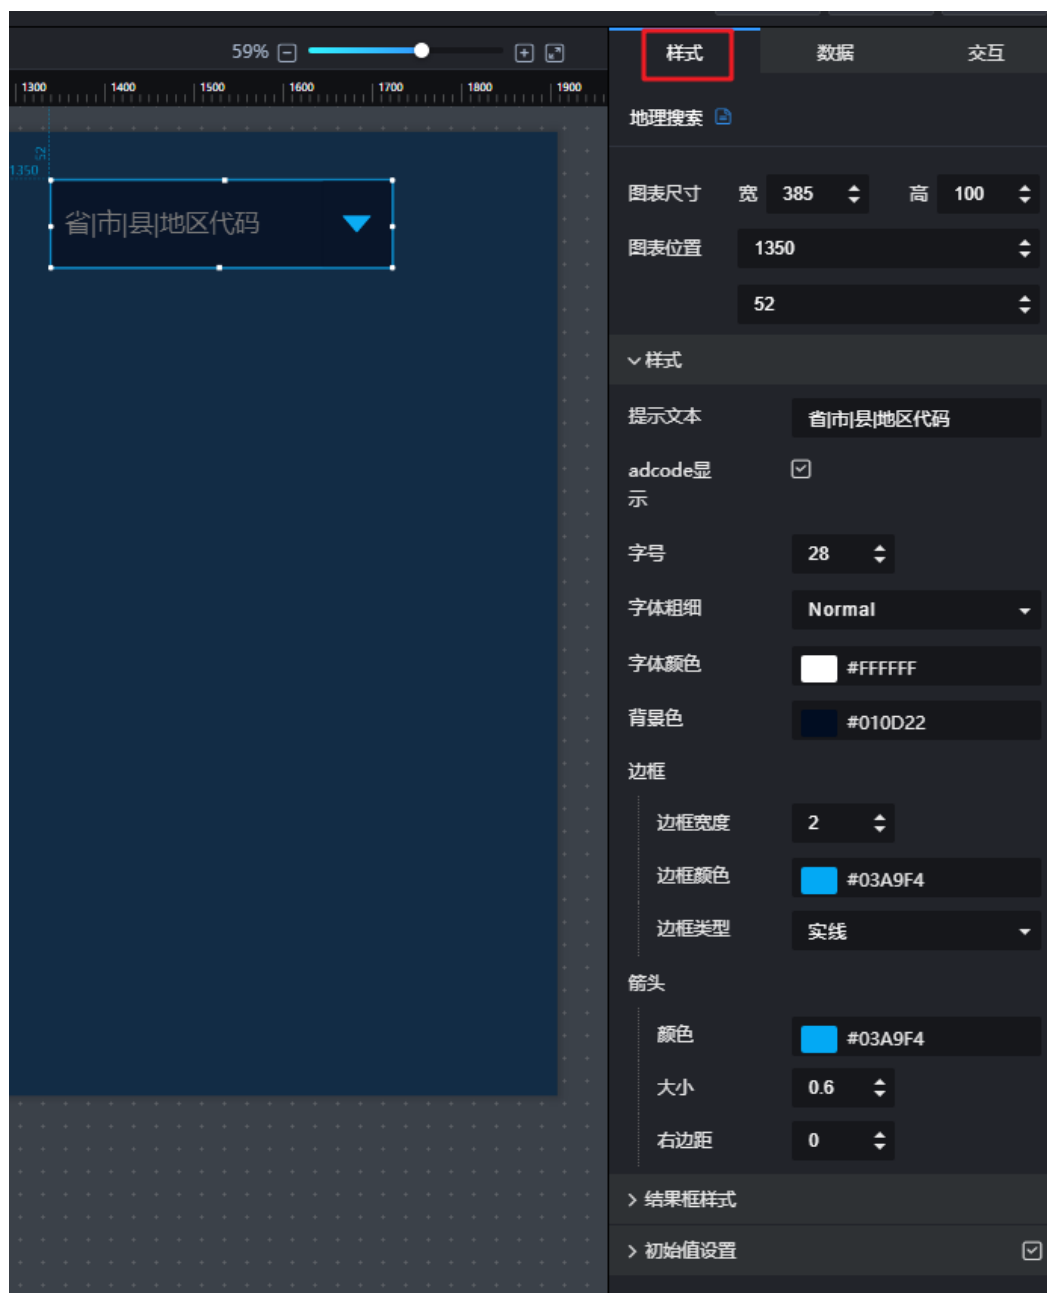 59%
样式 数据 交互
1300 1400 1500 1600 1700 1800 1900
地理搜索
52
1350
图表尺寸 宽 385 高 100
省|市|县|地区代码
图表位置 1350
52
样式
提示文本 省|市|县|地区代码
adcode显
示
字号 28
字体粗细 Normal
字体颜色 #FFFFFF
背景色 #010D22
边框
边框宽度 2
边框颜色 #03A9F4
边框类型 实线
箭头
颜色 #03A9F4
大小 0.6
右边距 0
结果框样式
初始值设置